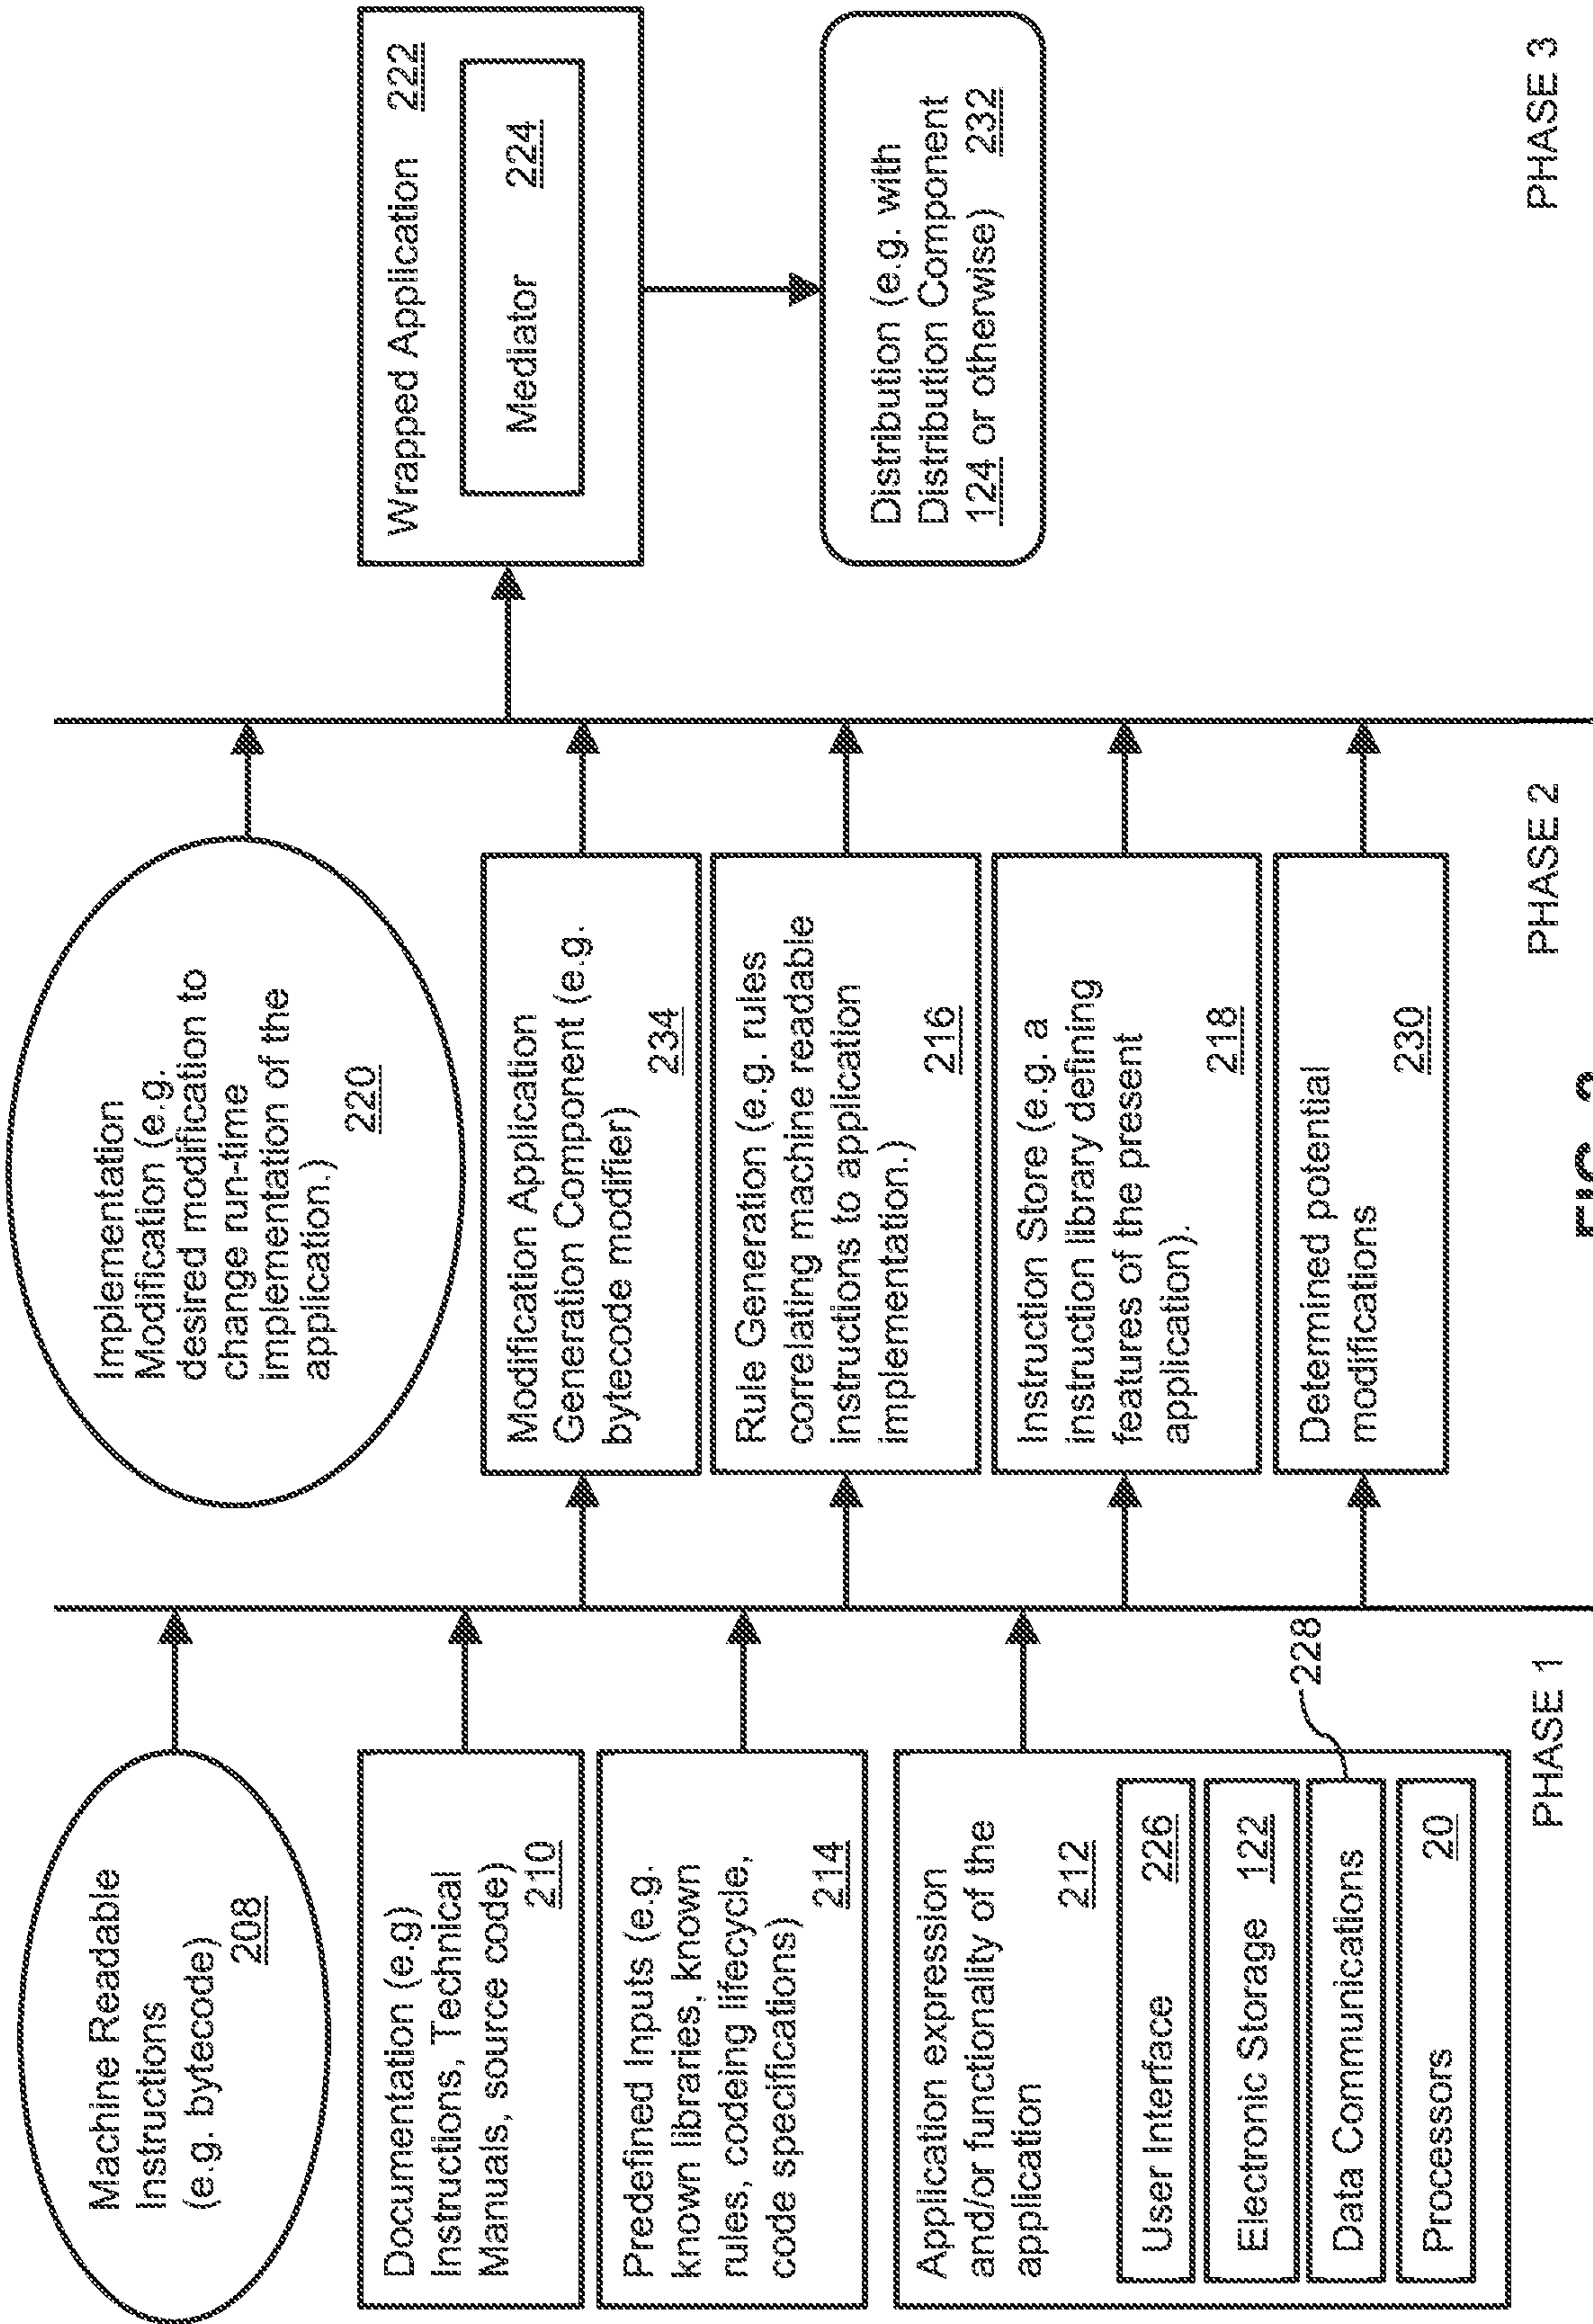 Machine Readable
Instructions
(e.g. bytecode)
208
Documentation (e.g)
Instructions, Technical
Manuals, source code)
210
Predefined Inputs (e.g.
known libraries, known
rules, codeing lifecycle,
code specifications)
214
Application expression
and/or functionality of the
application
212
User Interface 226
Electronic Storage 122
Data Communications
228
Processors 20
PHASE 1
Implementation
Modification (e.g.
desired modification to
change run-time
implementation of the
application.)
220
Modification Application
Generation Component (e.g.
bytecode modifier)
234
Rule Generation (e.g. rules
correlating machine readable
instructions to application
implementation.)
216
Instruction Store (e.g. a
instruction library defining
features of the present
application).
218
Determined potential
modifications
230
PHASE 2
Wrapped Application 222
Mediator 224
Distribution (e.g. with
Distribution Component
124 or otherwise) 232
PHASE 3